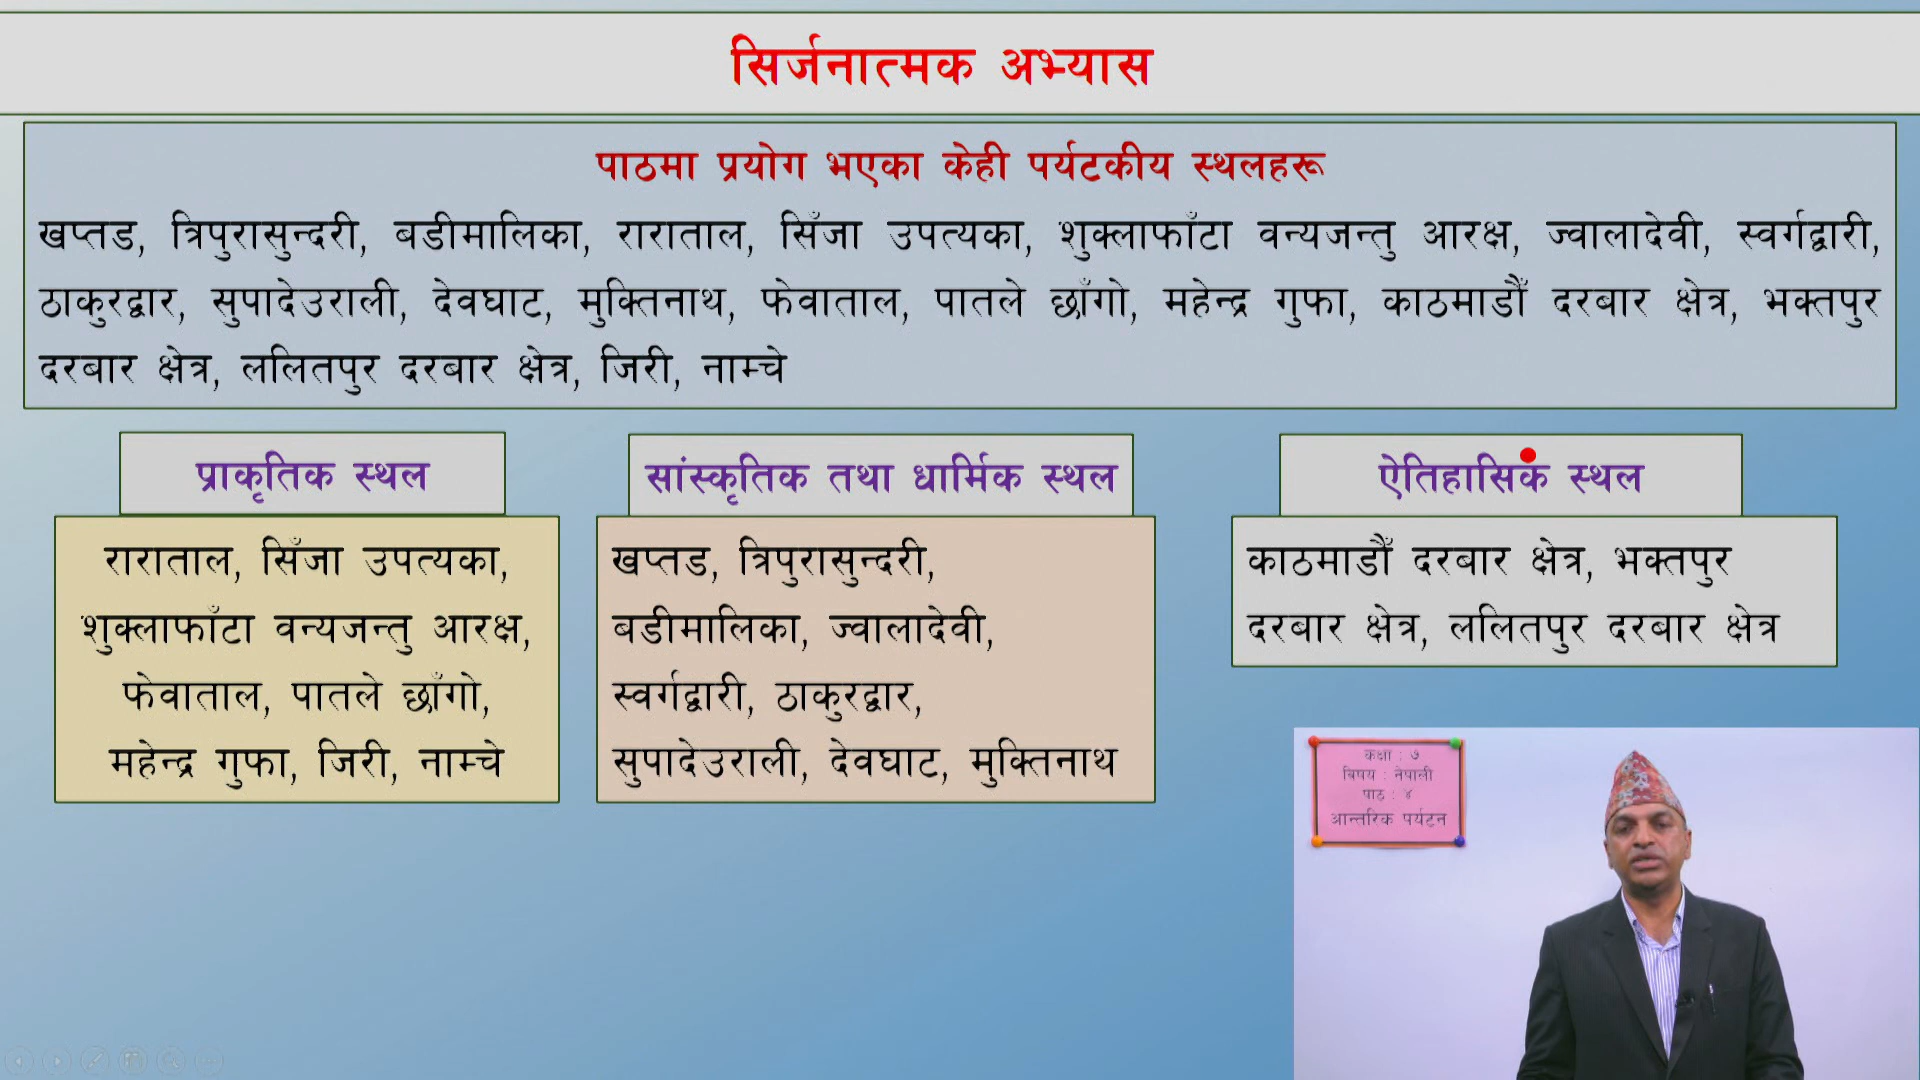 सिर्जनात्मक अभ्यास
पाठमा प्रयोग भएका केही पर्यटकीय स्थलहरू
खप्तड, त्रिपुरासुन्दरी, बडीमालिका, राराताल, सिँजा उपत्यका, शुक्लाफाँटा वन्यजन्तु आरक्ष, ज्वालादेवी, स्वर्गद्वारी,
ठाकुरद्वार, सुपादेउराली, देवघाट, मुक्तिनाथ, फेवाताल, पातले छाँगो, महेन्द्र गुफा, काठमाडौँ दरबार क्षेत्र, भक्तपुर
दरबार क्षेत्र, ललितपुर दरबार क्षेत्र, जिरी, नाम्चे
प्राकृतिक स्थल
राराताल, सिँजा उपत्यका,
शुक्लाफाँटा वन्यजन्तु आरक्ष,
फेवाताल, पातले छाँगो,
महेन्द्र गुफा, जिरी, नाम्चे
सांस्कृतिक तथा धार्मिक स्थल
खप्तड, त्रिपुरासुन्दरी,
बडीमालिका, ज्वालादेवी,
स्वर्गद्वारी, ठाकुरद्वार,
सुपादेउराली, देवघाट, मुक्तिनाथ
ऐतिहासिक स्थल
काठमाडौँ दरबार क्षेत्र, भक्तपुर
दरबार क्षेत्र, ललितपुर दरबार क्षेत्र
कक्षा : ७
विषय : नेपाली
पाठ : ४
आन्तरिक पर्यटन